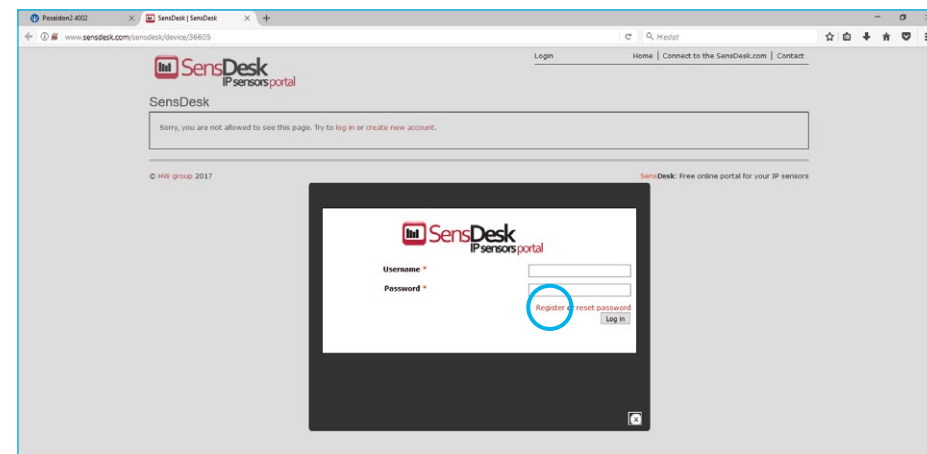 Poseidon2 4002
SensDesk | SensDesk
www.sensdesk.com/sensdesk/device/36605
Hledat
SensDesk
IP sensors portal
Login
Home | Connect to the SensDesk.com | Contact
SensDesk
Sorry, you are not allowed to see this page. Try to log in or create new account.
© HW group 2017
SensDesk: Free online portal for your IP sensors
SensDesk
IP sensors portal
Username *
Password *
Register or reset password
Log in